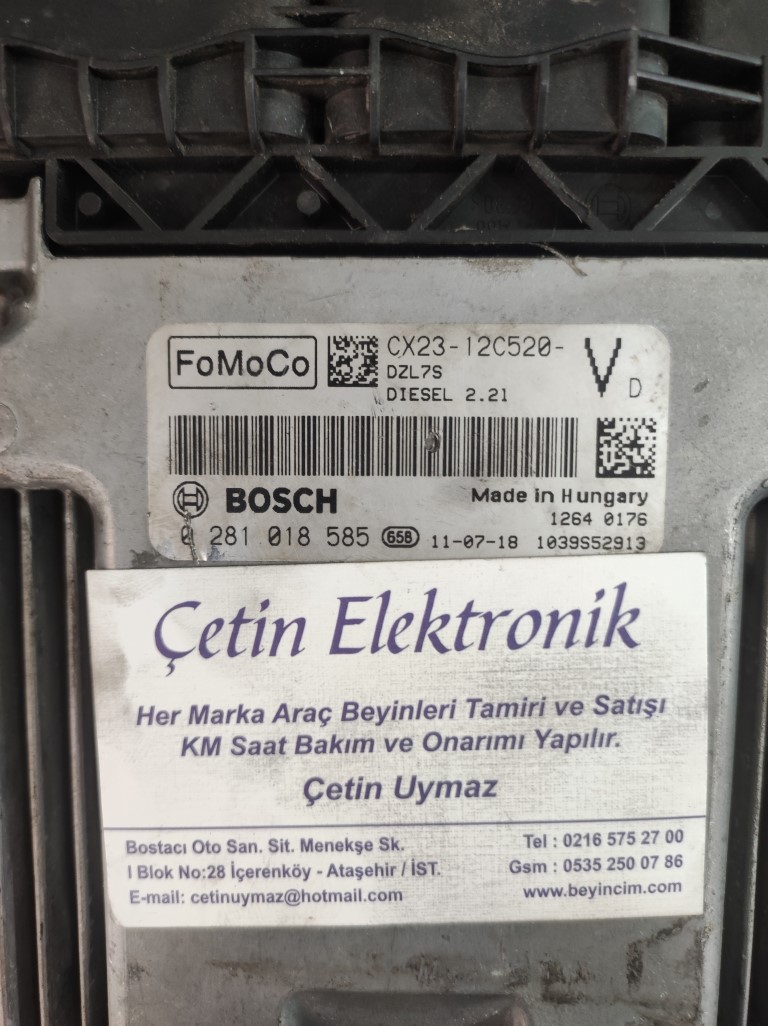 FoMoCo
CX23-12C520-
V
DZL7S
D
DIESEL 2.21
BOSCH
Made in Hungary
1264 0176
0 281 018 585 658 11-07-18 1039S52913
Çetin Elektronik
Her Marka Araç Beyinleri Tamiri ve Satışı
KM Saat Bakım ve Onarımı Yapılır.
Çetin Uymaz
Bostacı Oto San. Sit. Menekşe Sk.
I Blok No:28 İçerenköy - Ataşehir / İST.
E-mail: cetinuymaz@hotmail.com
Tel : 0216 575 27 00
Gsm : 0535 250 07 86
www.beyincim.com